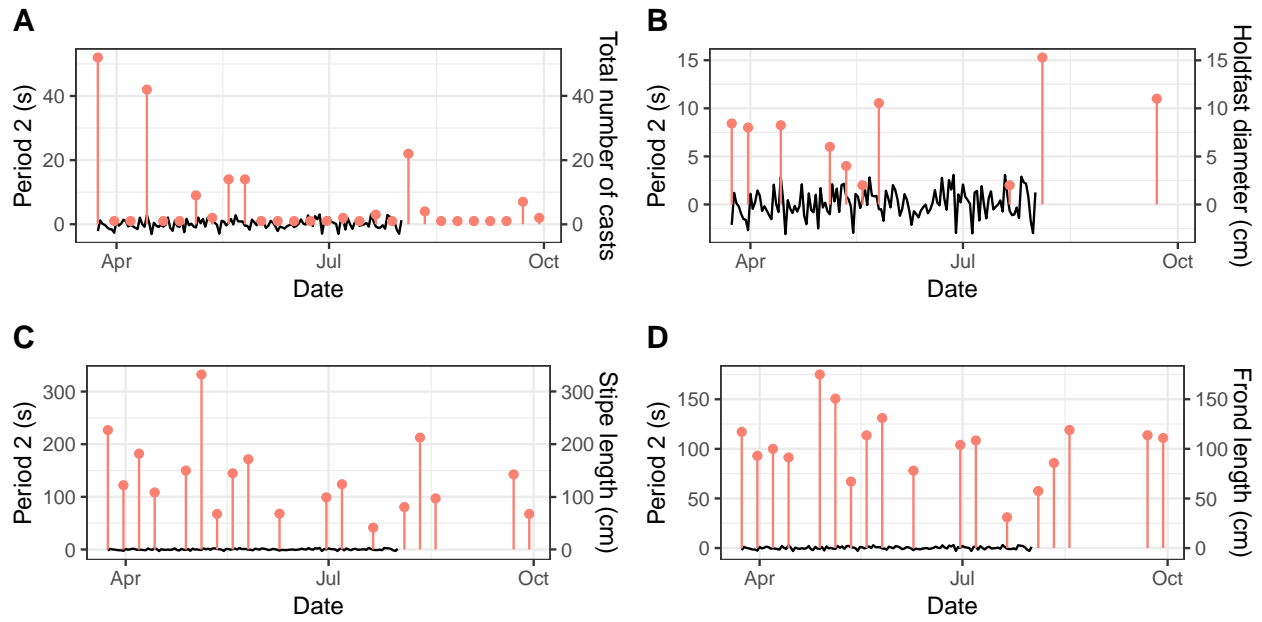 A
Period 2 (s)
40
20
0
40
20
0
Total number of casts
Apr
Jul
Oct
Date
B
Period 2 (s)
15
10
5
0
15
10
5
0
Holdfast diameter (cm)
Apr
Jul
Oct
Date
C
Period 2 (s)
300
200
100
0
300
200
100
0
Stipe length (cm)
Apr
Jul
Oct
Date
D
Period 2 (s)
150
100
50
0
150
100
50
0
Frond length (cm)
Apr
Jul
Oct
Date